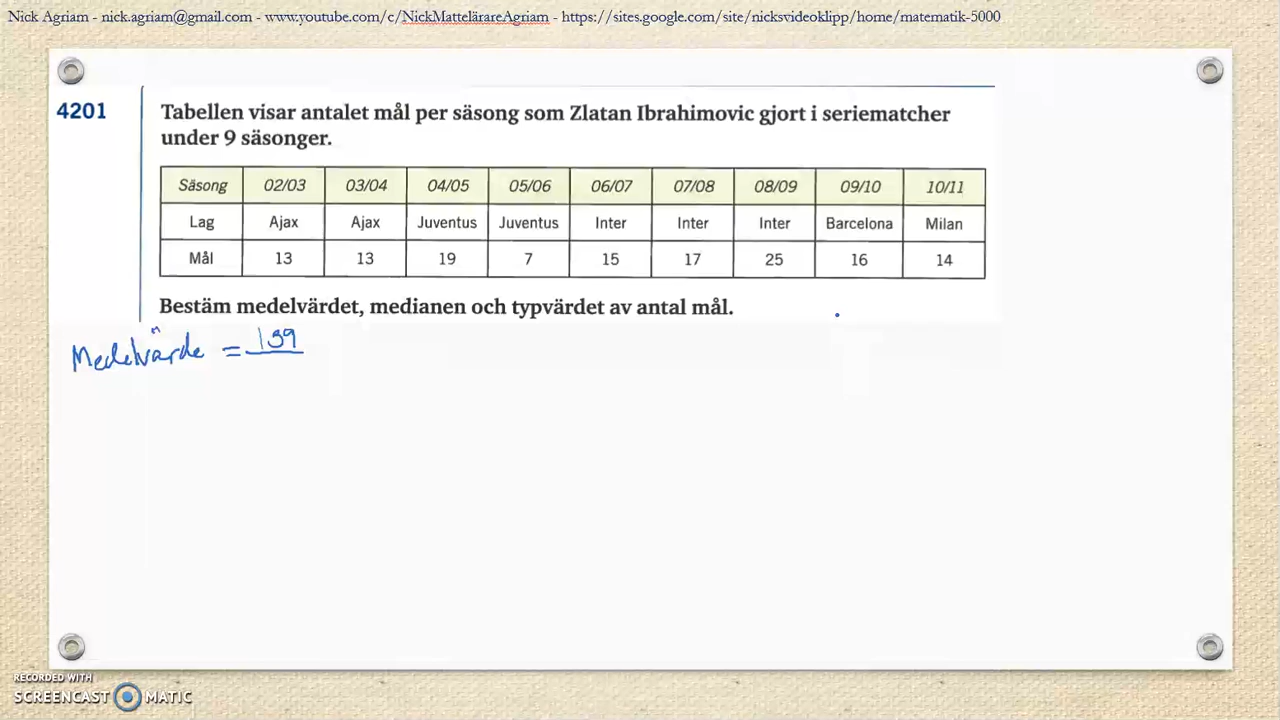 Nick Agriam - nick.agriam@gmail.com - www.youtube.com/c/NickMattelärareAgriam - https://sites.google.com/site/nicksvideoklipp/home/matematik-5000
4201 Tabellen visar antalet mål per säsong som Zlatan Ibrahimovic gjort i seriematcher
under 9 säsonger.
Säsong 02/03 03/04 04/05 05/06 06/07 07/08 08/09 09/10 10/11
Lag Ajax Ajax Juventus Juventus Inter Inter Inter Barcelona Milan
Mål 13 13 19 7 15 17 25 16 14
Bestäm medelvärdet, medianen och typvärdet av antal mål.
Medelvärde = 139
RECORDED WITH
SCREENCAST MATIC